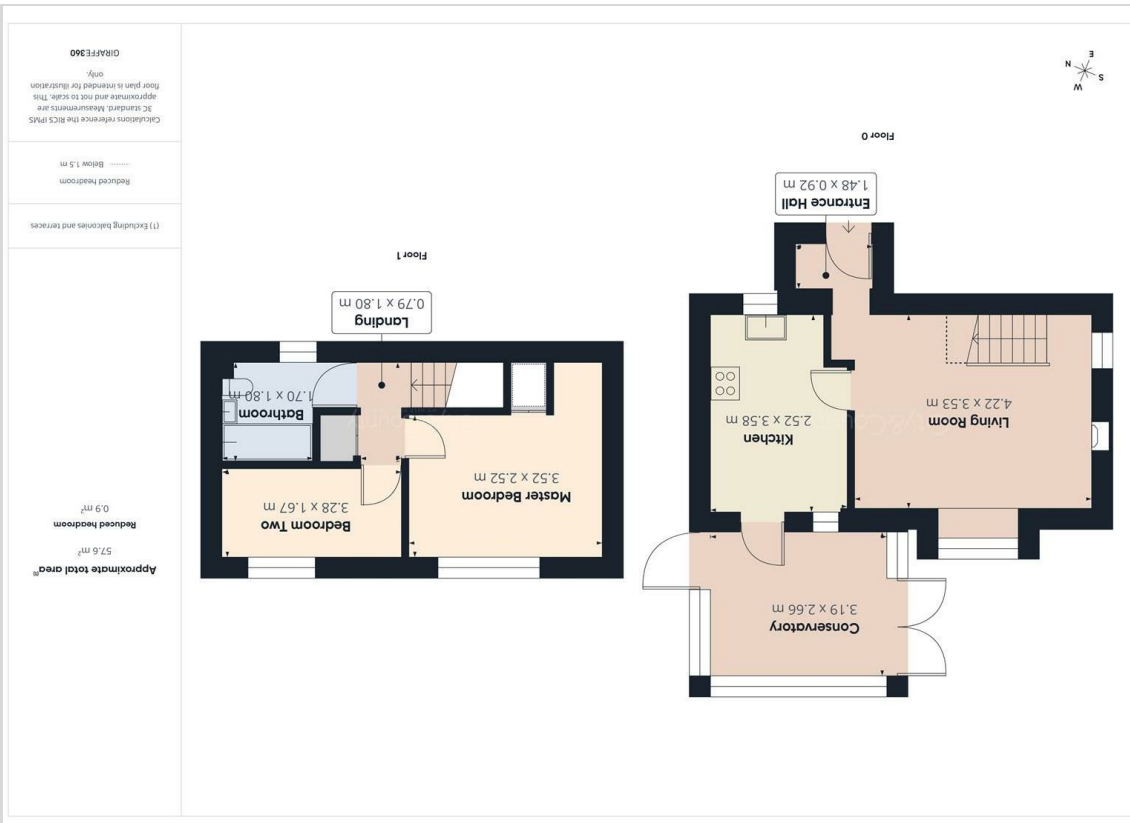 Conservatory
3.19 x 2.66 m
Living Room
4.22 x 3.53 m
Kitchen
2.52 x 3.58 m
Entrance Hall
1.48 x 0.92 m
Floor 0
W
S
N
E
Master Bedroom
3.52 x 2.52 m
Bedroom Two
3.28 x 1.67 m
Bathroom
1.70 x 1.80 m
Landing
0.79 x 1.80 m
Floor 1
Approximate total area(1)
57.6 m²
Reduced headroom
0.9 m²
(1) Excluding balconies and terraces
Reduced headroom
........ Below 1.5 m
Calculations reference the RICS IPMS
3C standard. Measurements are
approximate and not to scale. This
floor plan is intended for illustration
only.
GIRAFFE360